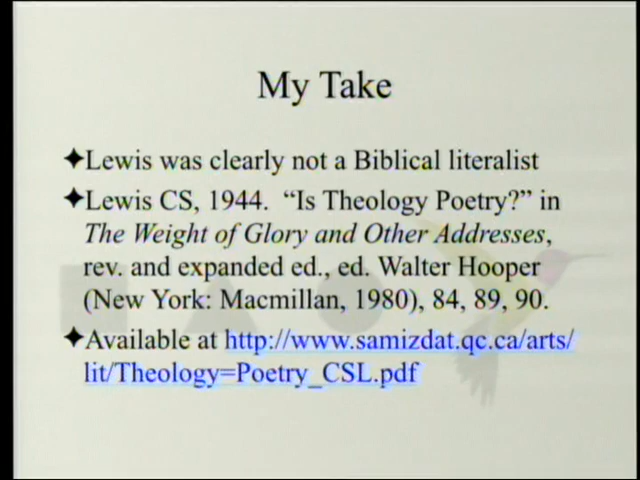 My Take
✦Lewis was clearly not a Biblical literalist
✦Lewis CS, 1944. “Is Theology Poetry?” in
The Weight of Glory and Other Addresses,
rev. and expanded ed., ed. Walter Hooper
(New York: Macmillan, 1980), 84, 89, 90.
✦Available at http://www.samizdat.qc.ca/arts/
lit/Theology=Poetry_CSL.pdf